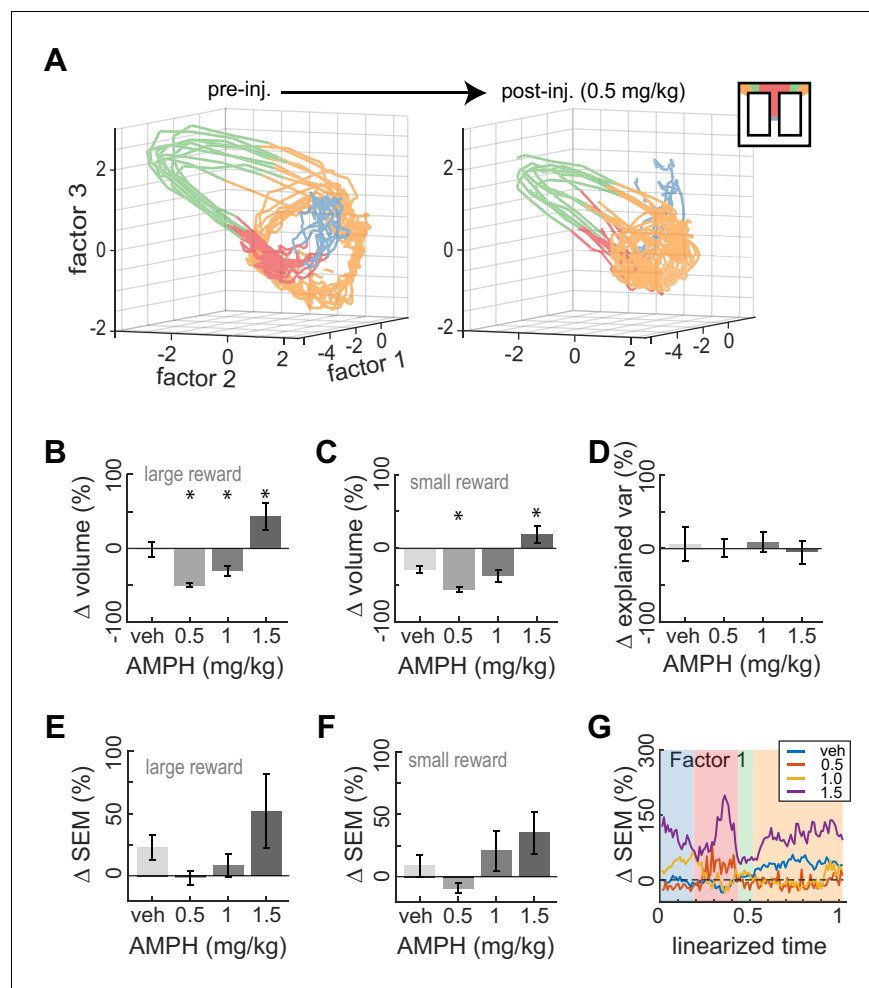 A
pre-inj.
post-inj. (0.5 mg/kg)
2
0
-2
factor 3
-2
0
2
factor 2
-4
-2
0
factor 1
2
0
-2
-2
0
2
-4
-2
0
B
large reward
100
0
-100
Δ volume (%)
* * *
veh 0.5 1 1.5
AMPH (mg/kg)
C
small reward
100
0
-100
Δ volume (%)
* *
veh 0.5 1 1.5
AMPH (mg/kg)
D
100
0
-100
Δ explained var (%)
veh 0.5 1 1.5
AMPH (mg/kg)
E
large reward
100
50
0
Δ SEM (%)
veh 0.5 1 1.5
AMPH (mg/kg)
F
small reward
100
50
0
Δ SEM (%)
veh 0.5 1 1.5
AMPH (mg/kg)
G
Factor 1
veh
0.5
1.0
1.5
300
150
0
Δ SEM (%)
0 0.5 1
linearized time